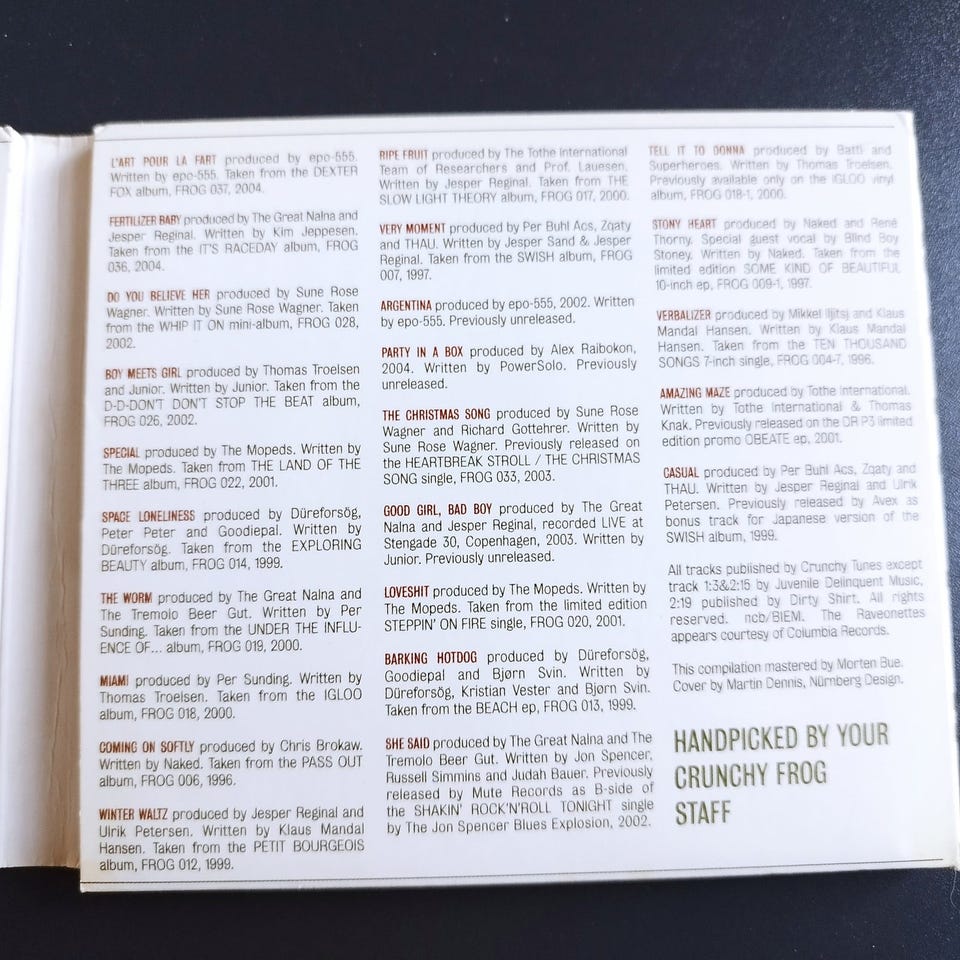 L'ART POUR LA FART produced by epo-555.
Written by epo-555. Taken from the DEXTER
FOX album, FROG 037, 2004.
FERTILIZER BABY produced by The Great Nalna and
Jesper Reginal. Written by Kim Jeppesen.
Taken from the IT'S RACEDAY album, FROG
036, 2004.
DO YOU BELIEVE HER produced by Sune Rose
Wagner. Written by Sune Rose Wagner. Taken
from the WHIP IT ON mini-album, FROG 028,
2002.
BOY MEETS GIRL produced by Thomas Troelsen
and Junior. Written by Junior. Taken from the
D-D-DON'T DON'T STOP THE BEAT album,
FROG 026, 2002.
SPECIAL produced by The Mopeds. Written by
The Mopeds. Taken from THE LAND OF THE
THREE album, FROG 022, 2001.
SPACE LONELINESS produced by Düreforsög,
Peter Peter and Goodiepal. Written by
Düreforsög. Taken from the EXPLORING
BEAUTY album, FROG 014, 1999.
THE WORM produced by The Great Nalna and
The Tremolo Beer Gut. Written by Per
Sunding. Taken from the UNDER THE INFLU-
ENCE OF... album, FROG 019, 2000.
MIAMI produced by Per Sunding. Written by
Thomas Troelsen. Taken from the IGLOO
album, FROG 018, 2000.
COMING ON SOFTLY produced by Chris Brokaw.
Written by Naked. Taken from the PASS OUT
album, FROG 006, 1996.
WINTER WALTZ produced by Jesper Reginal and
Ulrik Petersen. Written by Klaus Mandal
Hansen. Taken from the PETIT BOURGEOIS
album, FROG 012, 1999.
RIPE FRUIT produced by The Tothe International
Team of Researchers and Prof. Lauesen.
Written by Jesper Reginal. Taken from THE
SLOW LIGHT THEORY album, FROG 017, 2000.
VERY MOMENT produced by Per Buhl Acs, Zqaty
and THAU. Written by Jesper Sand & Jesper
Reginal. Taken from the SWISH album, FROG
007, 1997.
ARGENTINA produced by epo-555, 2002. Written
by epo-555. Previously unreleased.
PARTY IN A BOX produced by Alex Raibokon,
2004. Written by PowerSolo. Previously
unreleased.
THE CHRISTMAS SONG produced by Sune Rose
Wagner and Richard Gottehrer. Written by
Sune Rose Wagner. Previously released on
the HEARTBREAK STROLL / THE CHRISTMAS
SONG single, FROG 033, 2003.
GOOD GIRL, BAD BOY produced by The Great
Nalna and Jesper Reginal, recorded LIVE at
Stengade 30, Copenhagen, 2003. Written by
Junior. Previously unreleased.
LOVESHIT produced by The Mopeds. Written by
The Mopeds. Taken from the limited edition
STEPPIN' ON FIRE single, FROG 020, 2001.
BARKING HOTDOG produced by Düreforsög,
Goodiepal and Bjørn Svin. Written by
Düreforsög, Kristian Vester and Bjørn Svin.
Taken from the BEACH ep, FROG 013, 1999.
SHE SAID produced by The Great Nalna and The
Tremolo Beer Gut. Written by Jon Spencer,
Russell Simmins and Judah Bauer. Previously
released by Mute Records as B-side of
the SHAKIN' ROCK'N'ROLL TONIGHT single
by The Jon Spencer Blues Explosion, 2002.
TELL IT TO DONNA produced by Batti and
Superheroes. Written by Thomas Troelsen.
Previously available only on the IGLOO vinyl
album, FROG 018-1, 2000.
STONY HEART produced by Naked and René
Thorny. Special guest vocal by Blind Boy
Stoney. Written by Naked. Taken from the
limited edition SOME KIND OF BEAUTIFUL
10-inch ep, FROG 009-1, 1997.
VERBALIZER produced by Mikkel Iljitsj and Klaus
Mandal Hansen. Written by Klaus Mandal
Hansen. Taken from the TEN THOUSAND
SONGS 7-inch single, FROG 004-7, 1996.
AMAZING MAZE produced by Tothe International.
Written by Tothe International & Thomas
Knak. Previously released on the DR P3 limited
edition promo OBEATE ep, 2001.
CASUAL produced by Per Buhl Acs, Zqaty and
THAU. Written by Jesper Reginal and Ulrik
Petersen. Previously released by Avex as
bonus track for Japanese version of the
SWISH album, 1999.
All tracks published by Crunchy Tunes except
track 1:3&2:15 by Juvenile Delinquent Music,
2:19 published by Dirty Shirt. All rights
reserved. ncb/BIEM. The Raveonettes
appears courtesy of Columbia Records.
This compilation mastered by Morten Bue.
Cover by Martin Dennis, Nürnberg Design.
HANDPICKED BY YOUR
CRUNCHY FROG
STAFF